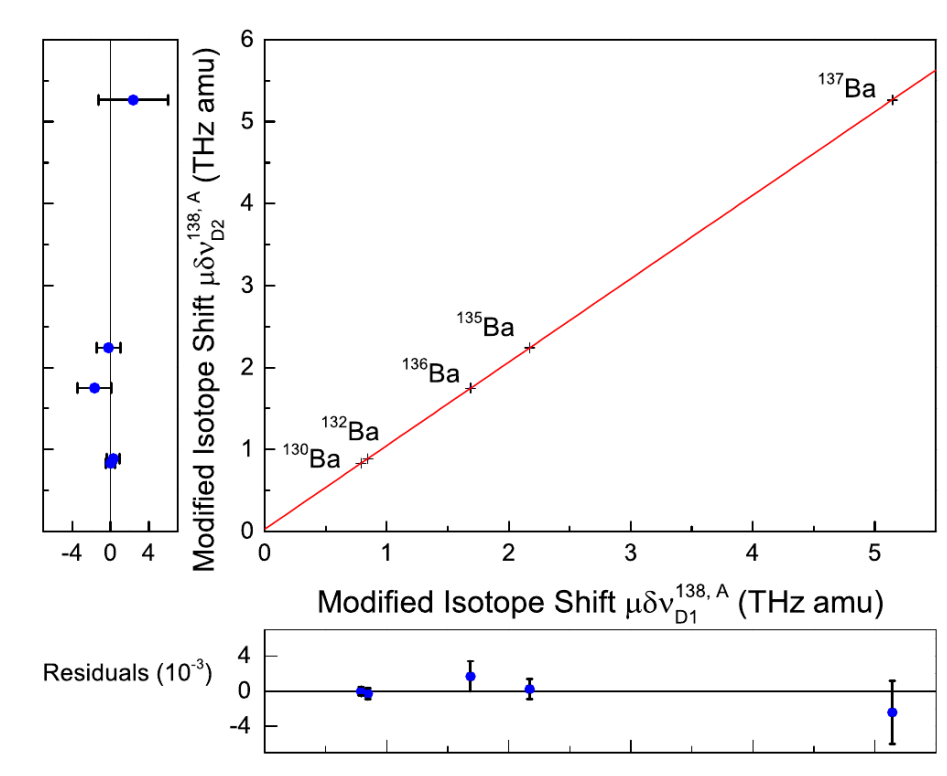 6
5
4
3
2
1
0
Modified Isotope Shift μδν138, A D2 (THz amu)
137Ba
135Ba
136Ba
132Ba
130Ba
-4 0 4
0 1 2 3 4 5
Modified Isotope Shift μδν138, A D1 (THz amu)
Residuals (10-3)
4
0
-4